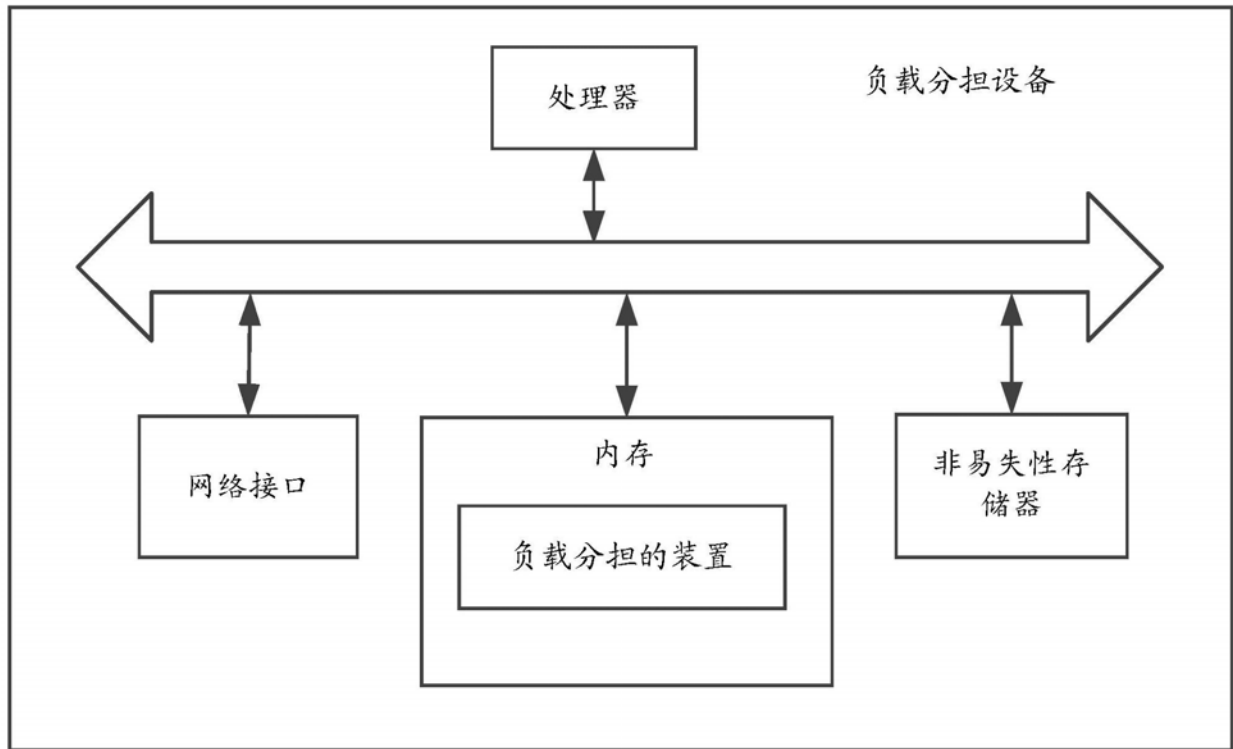 处理器
负载分担设备
网络接口
内存
负载分担的装置
非易失性存
储器